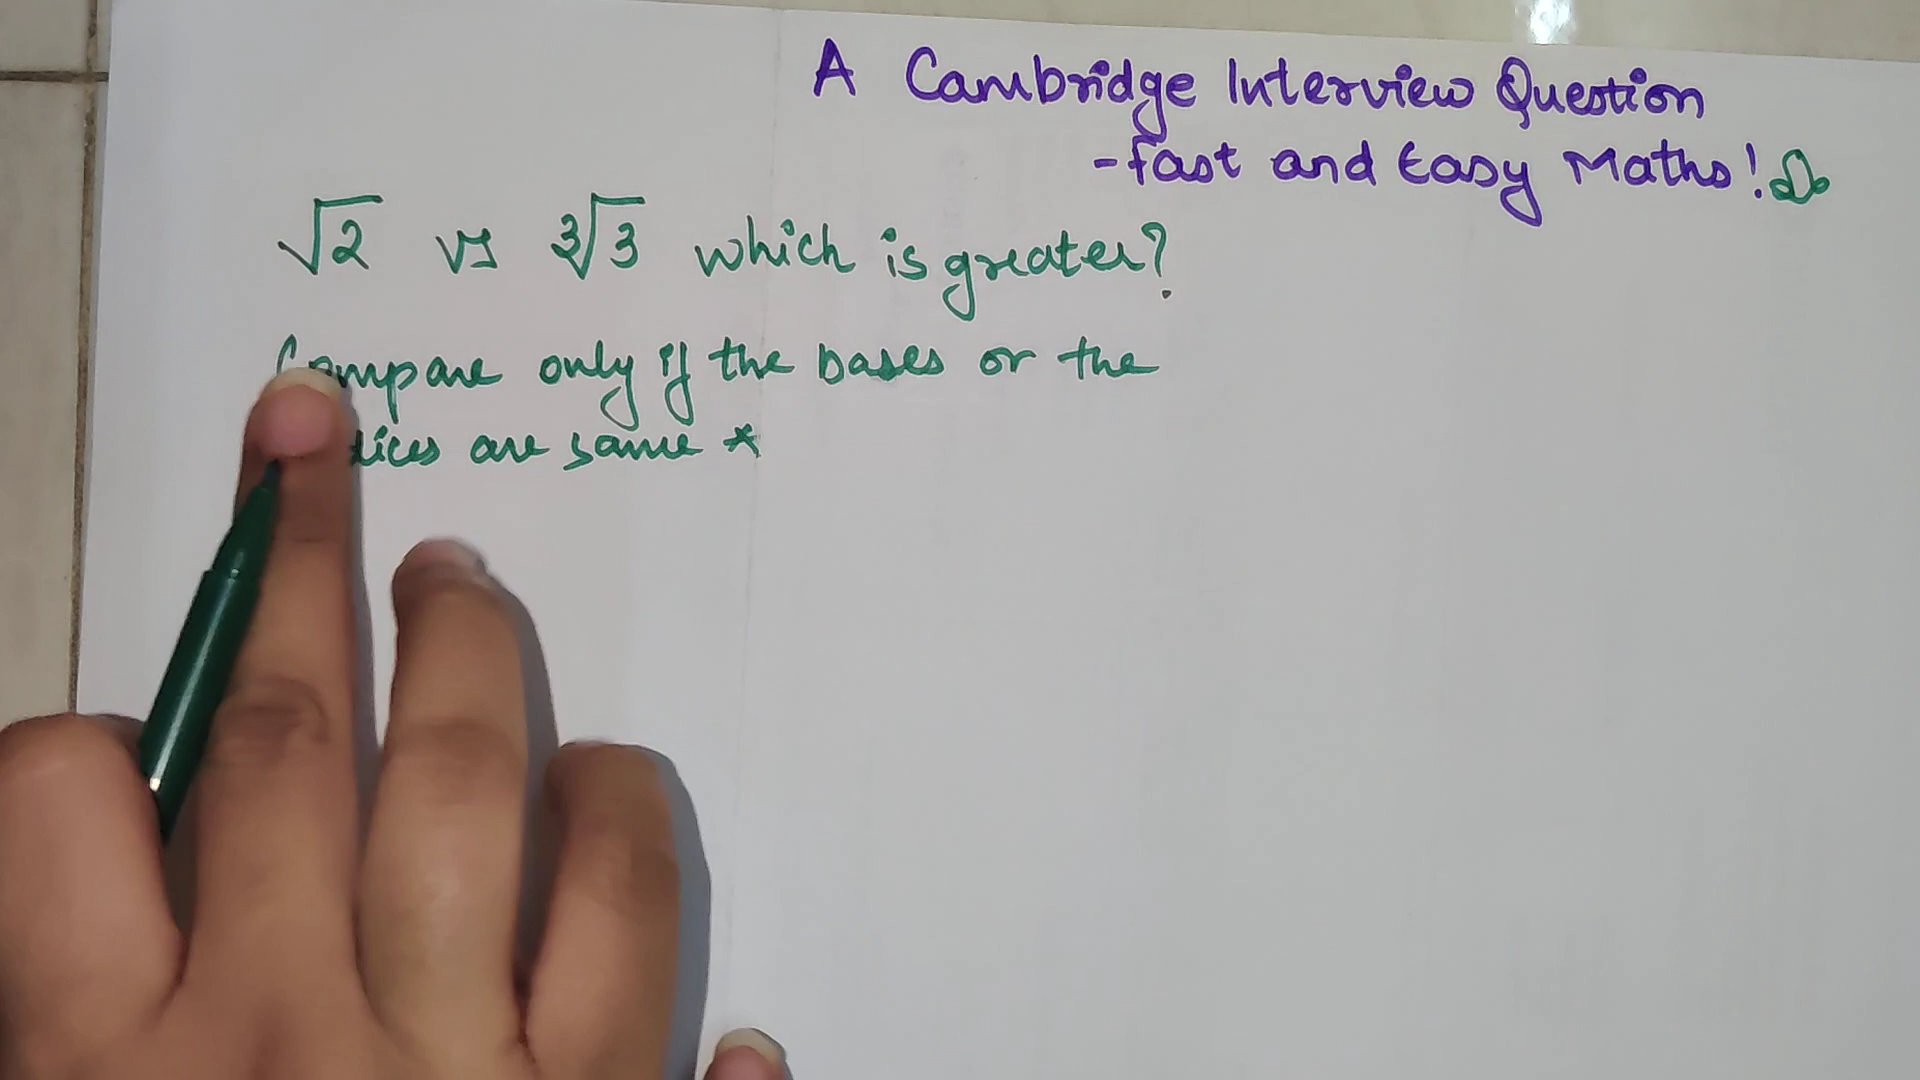 A Cambridge Interview Question
- fast and Easy Maths!
√2 vs ∛3 which is greater?
Compare only if the bases or the
dices are same *